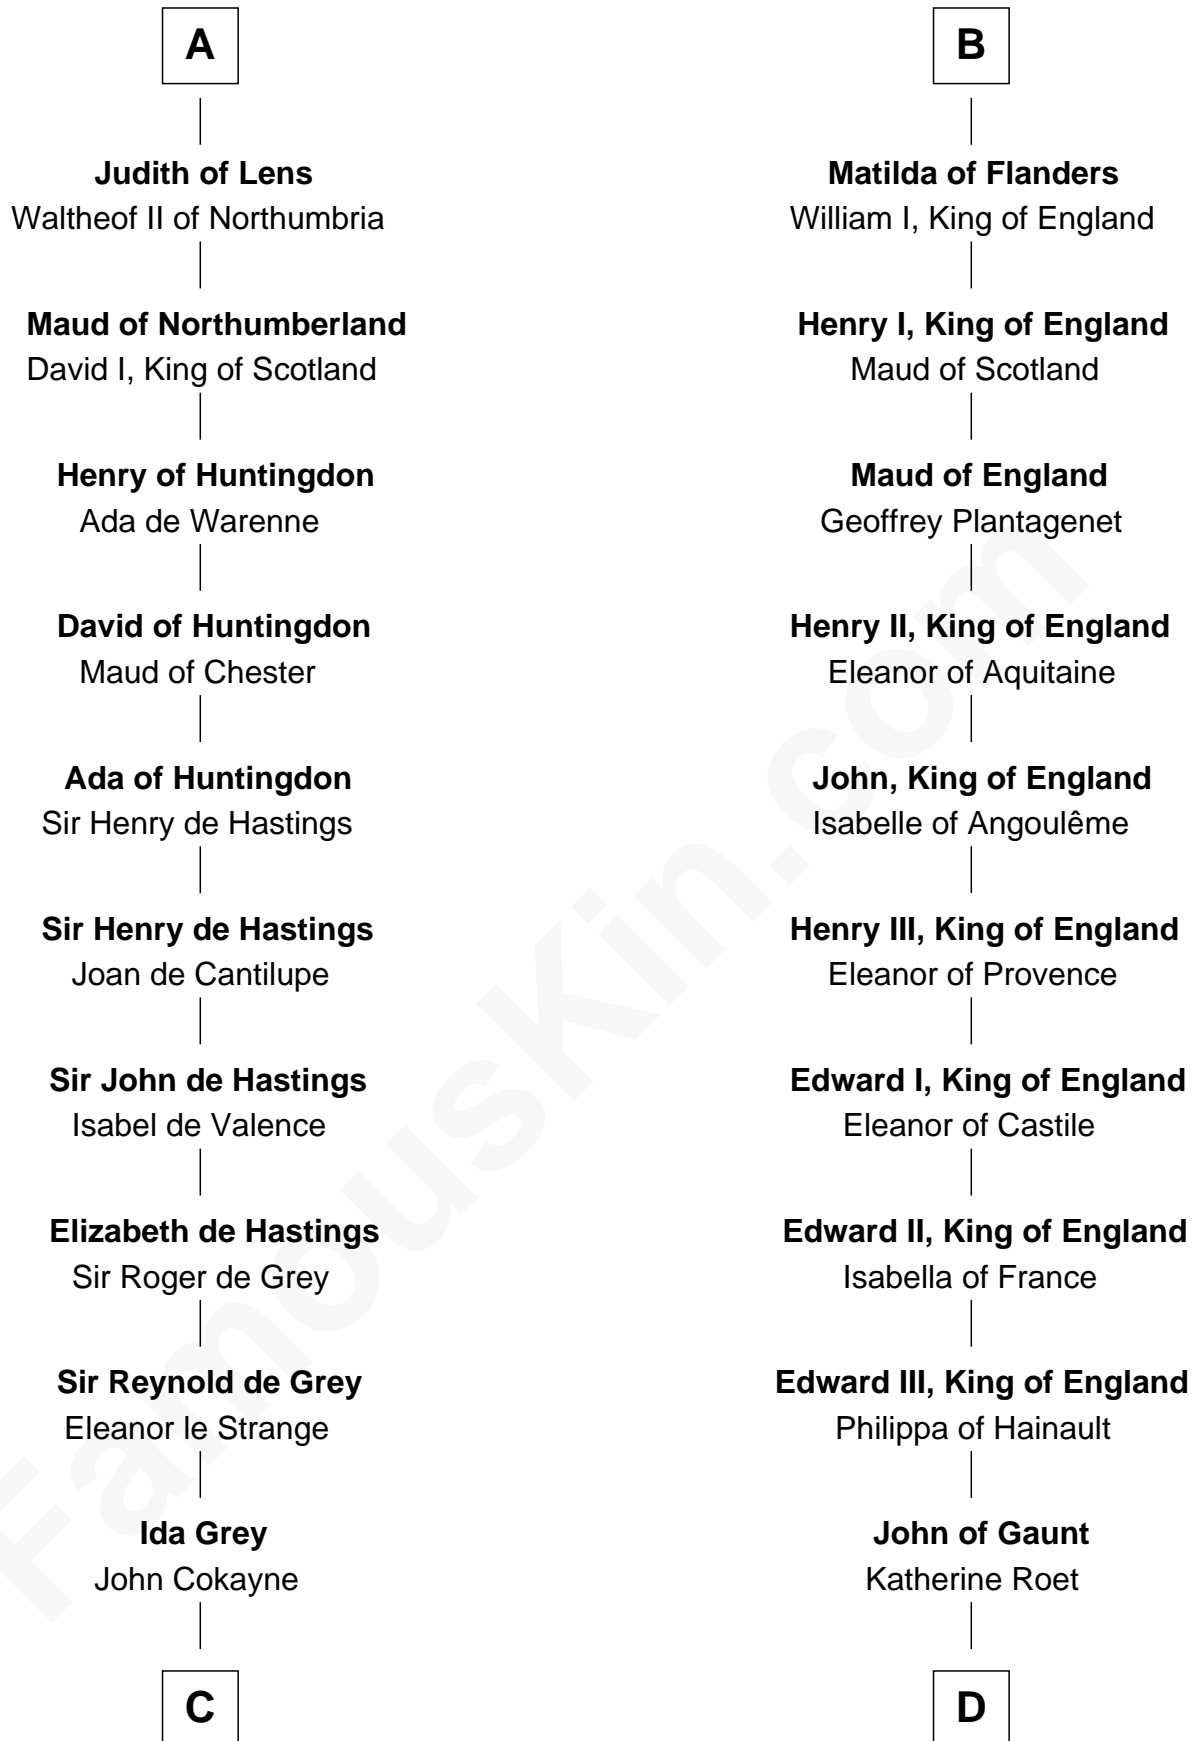 A
Judith of Lens
Waltheof II of Northumbria
Maud of Northumberland
David I, King of Scotland
Henry of Huntingdon
Ada de Warenne
David of Huntingdon
Maud of Chester
Ada of Huntingdon
Sir Henry de Hastings
Sir Henry de Hastings
Joan de Cantilupe
Sir John de Hastings
Isabel de Valence
Elizabeth de Hastings
Sir Roger de Grey
Sir Reynold de Grey
Eleanor le Strange
Ida Grey
John Cokayne
C
B
Matilda of Flanders
William I, King of England
Henry I, King of England
Maud of Scotland
Maud of England
Geoffrey Plantagenet
Henry II, King of England
Eleanor of Aquitaine
John, King of England
Isabelle of Angoulême
Henry III, King of England
Eleanor of Provence
Edward I, King of England
Eleanor of Castile
Edward II, King of England
Isabella of France
Edward III, King of England
Philippa of Hainault
John of Gaunt
Katherine Roet
D
FamousKin.com